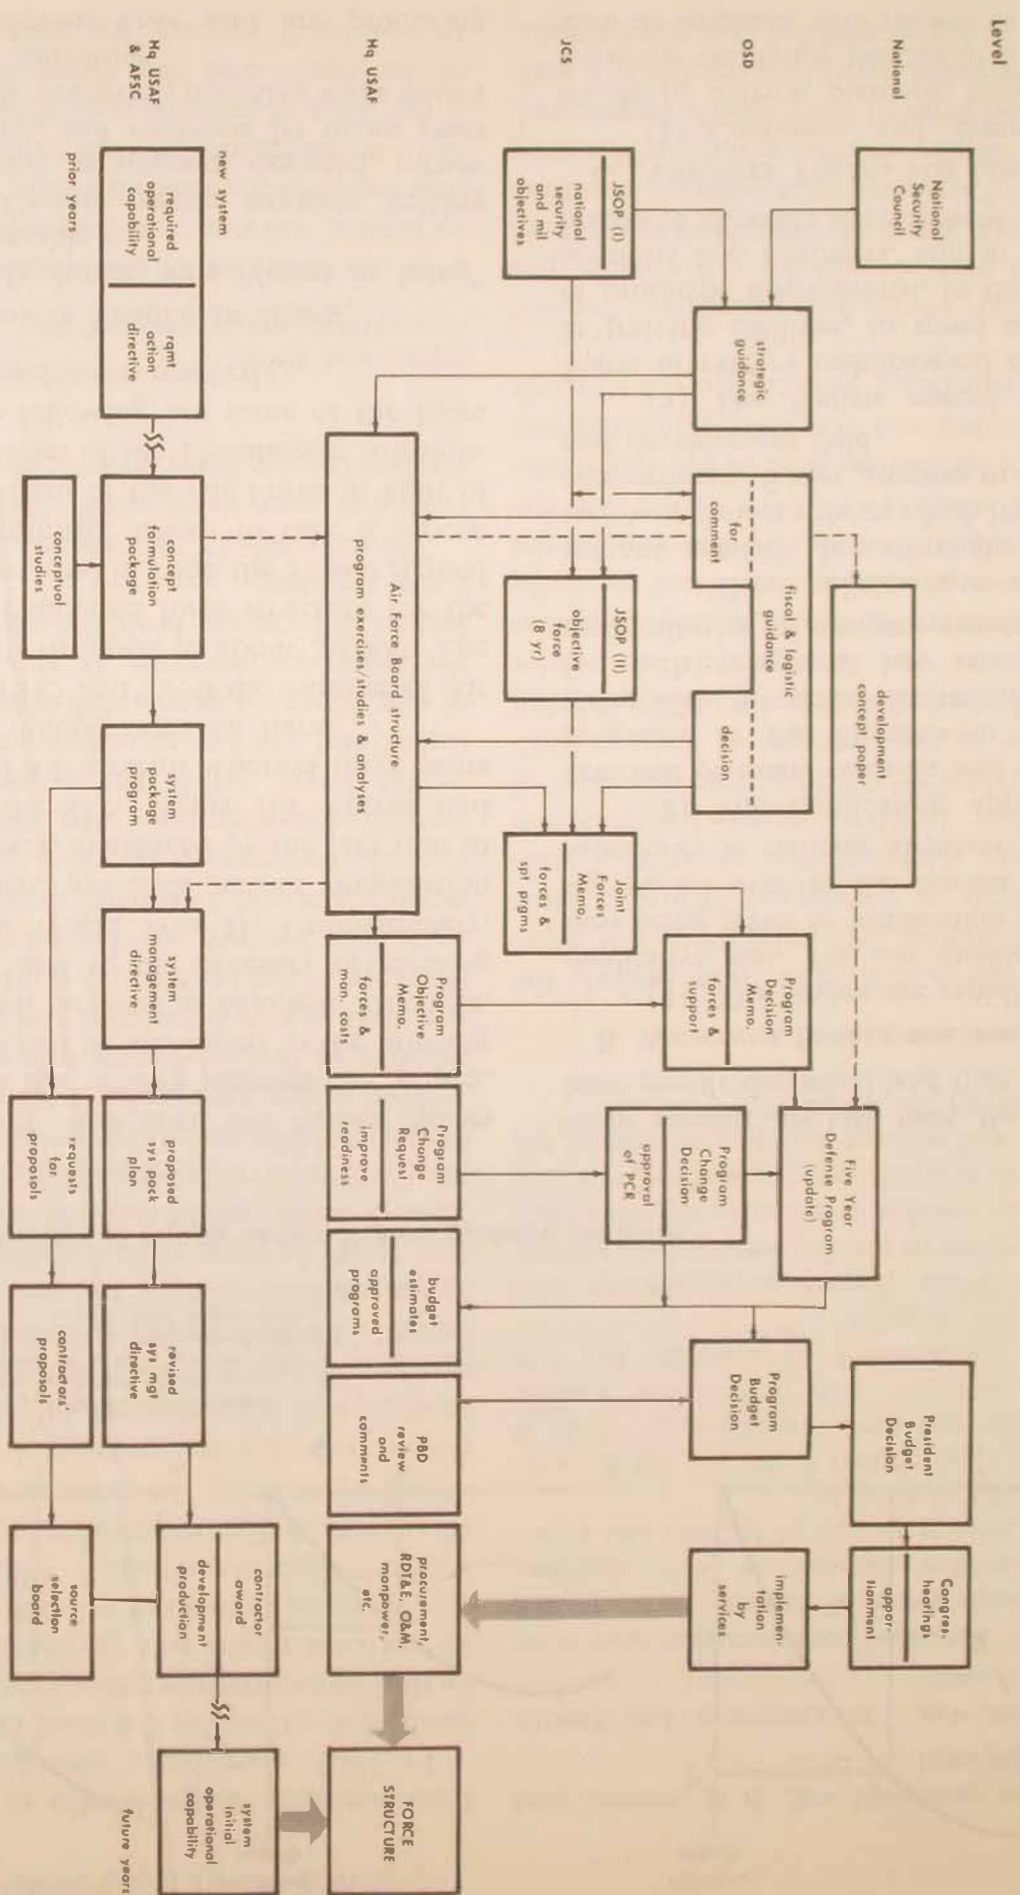 Level
National
OSD
JCS
Hq USAF
Hq USAF
& AFSC
National
Security
Council
development
concept paper
President
Budget
Decision
Congres.
hearings
appor-
tionment
strategic
guidance
fiscal & logistic
guidance
for
comment
decision
Program
Decision
Memo.
forces &
support
Five Year
Defense Program
(update)
Program
Change
Decision
approval
of PCR
Program
Budget
Decision
implemen-
tation
by
services
JSOP (I)
national
security
and mil
objectives
JSOP (II)
objective
force
(8 yr)
Joint
Forces
Memo.
forces &
spt prgms
Air Force Board structure
program exercises/studies & analyses
Program
Objective
Memo.
forces &
man. costs
Program
Change
Request
improve
readiness
budget
estimates
approved
programs
PBD
review
and
comments
procurement,
RDT&E, O&M,
manpower,
etc.
FORCE
STRUCTURE
new system
required
operational
capability
rqmt
action
directive
prior years
concept
formulation
package
conceptual
studies
system
package
program
system
management
directive
proposed
sys pack
plan
revised
sys mgt
directive
contractor
award
development
production
system
initial
operational
capability
future years
requests
for
proposals
contractors'
proposals
source
selection
board